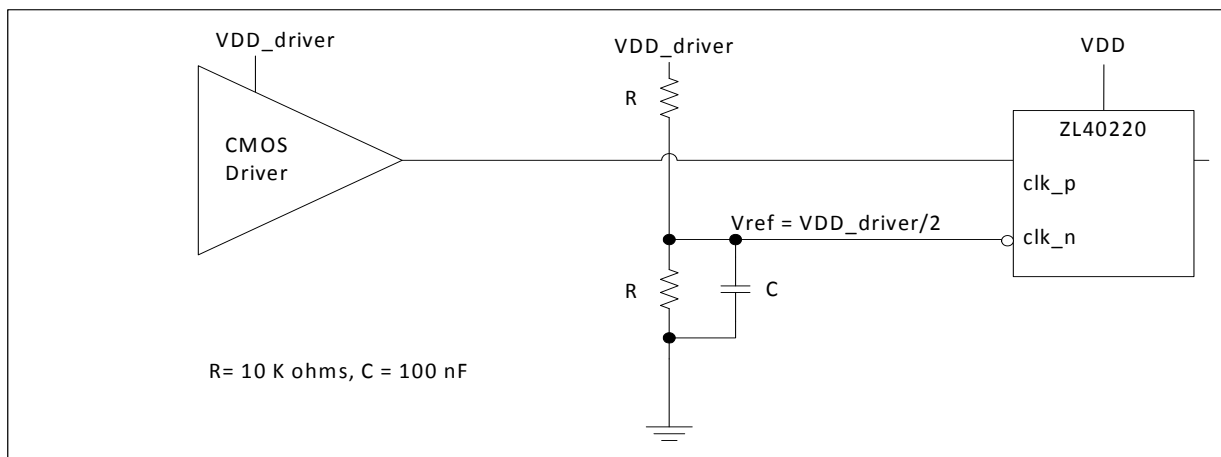 VDD_driver
VDD_driver
VDD
R
ZL40220
CMOS
Driver
clk_p
Vref = VDD_driver/2
clk_n
R
C
R= 10 K ohms, C = 100 nF